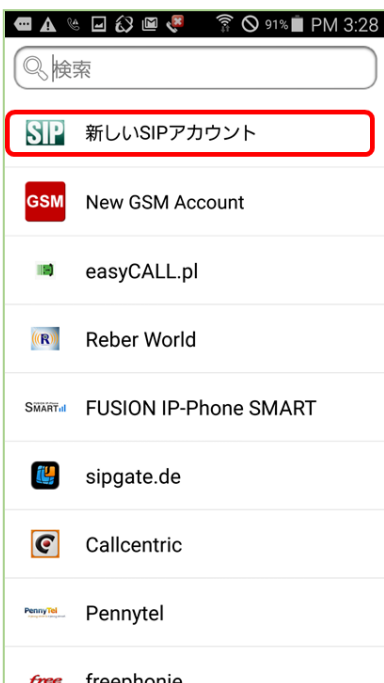 91% PM 3:28
検索
SIP 新しいSIPアカウント
GSM New GSM Account
easyCALL.pl
R Reber World
SMART FUSION IP-Phone SMART
sipgate.de
Callcentric
PennyTel Pennytel
free freephonie